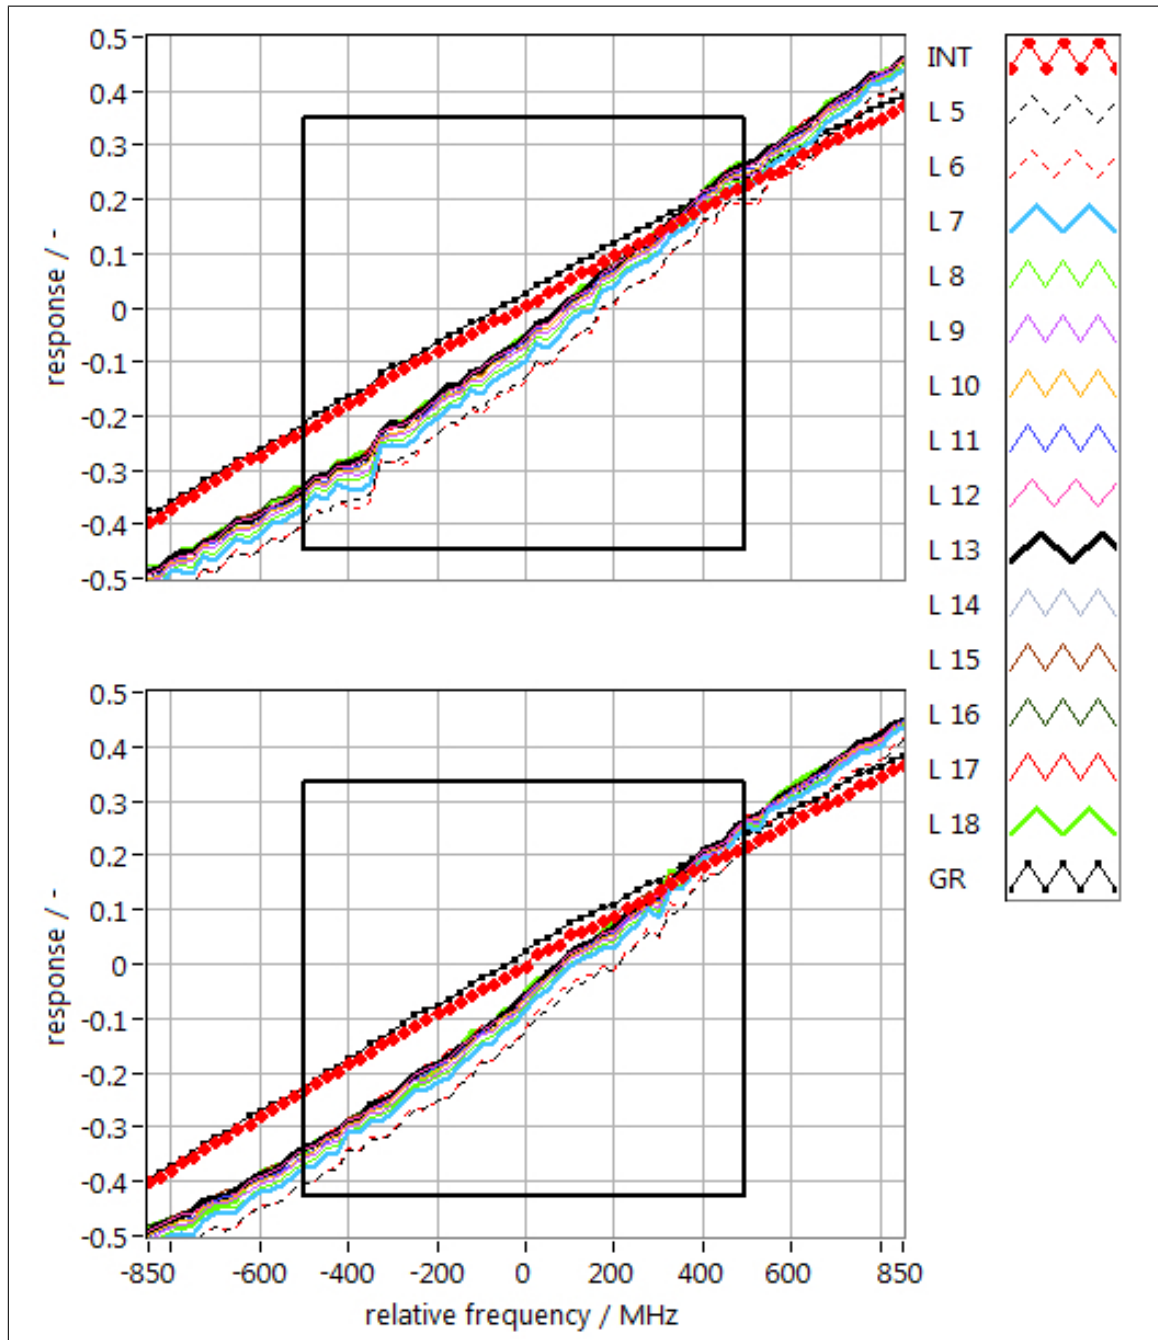 0.5
0.4
0.3
0.2
0.1
0
-0.1
-0.2
-0.3
-0.4
-0.5
response / -
INT
L 5
L 6
L 7
L 8
L 9
L 10
L 11
L 12
L 13
L 14
L 15
L 16
L 17
L 18
GR
0.5
0.4
0.3
0.2
0.1
0
-0.1
-0.2
-0.3
-0.4
-0.5
response / -
-850 -600 -400 -200 0 200 400 600 850
relative frequency / MHz